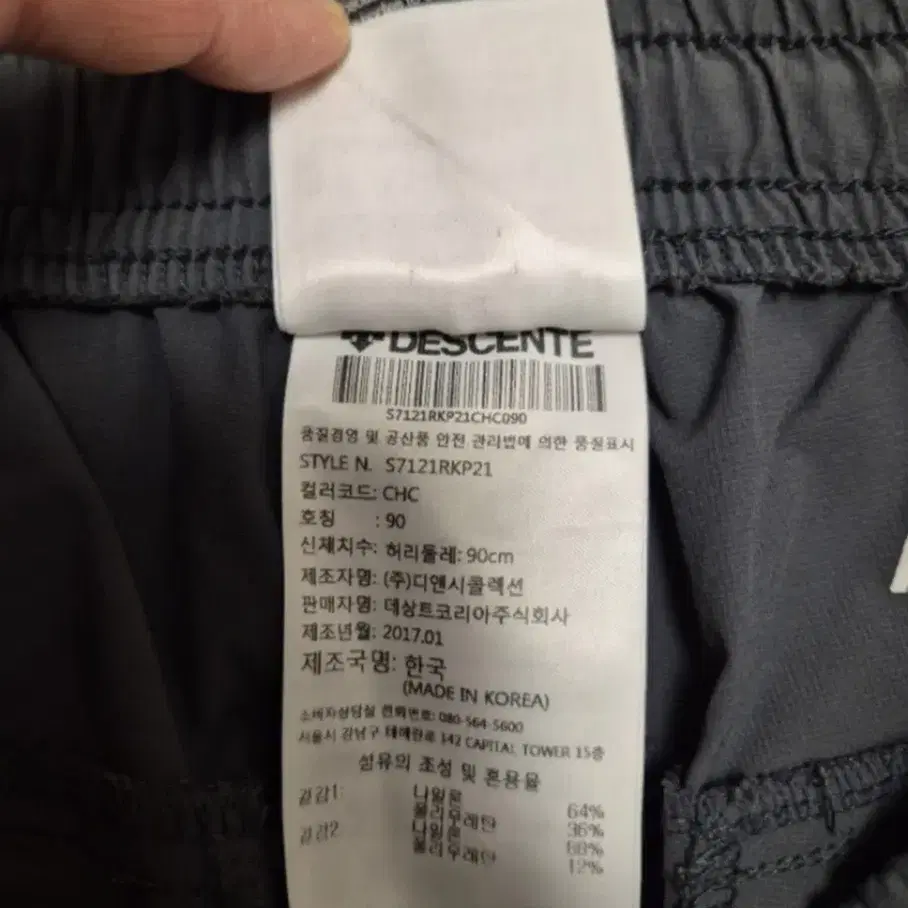 DESCENTE
S7121RKP21CHC090
품질경영 및 공산품 안전 관리법에 의한 품질표시
STYLE N. S7121RKP21
컬러코드: CHC
호칭 : 90
신체치수: 허리둘레: 90cm
제조자명: (주)디앤시콜렉션
판매자명: 데상트코리아주식회사
제조년월: 2017.01
제조국명: 한국
(MADE IN KOREA)
소비자상담실 전화번호: 080-564-5600
서울시 강남구 테헤란로 142 CAPITAL TOWER 15층
섬유의 조성 및 혼용율
겉감1: 나일론 64%
폴리우레탄 36%
겉감2 나일론 88%
폴리우레탄 12%